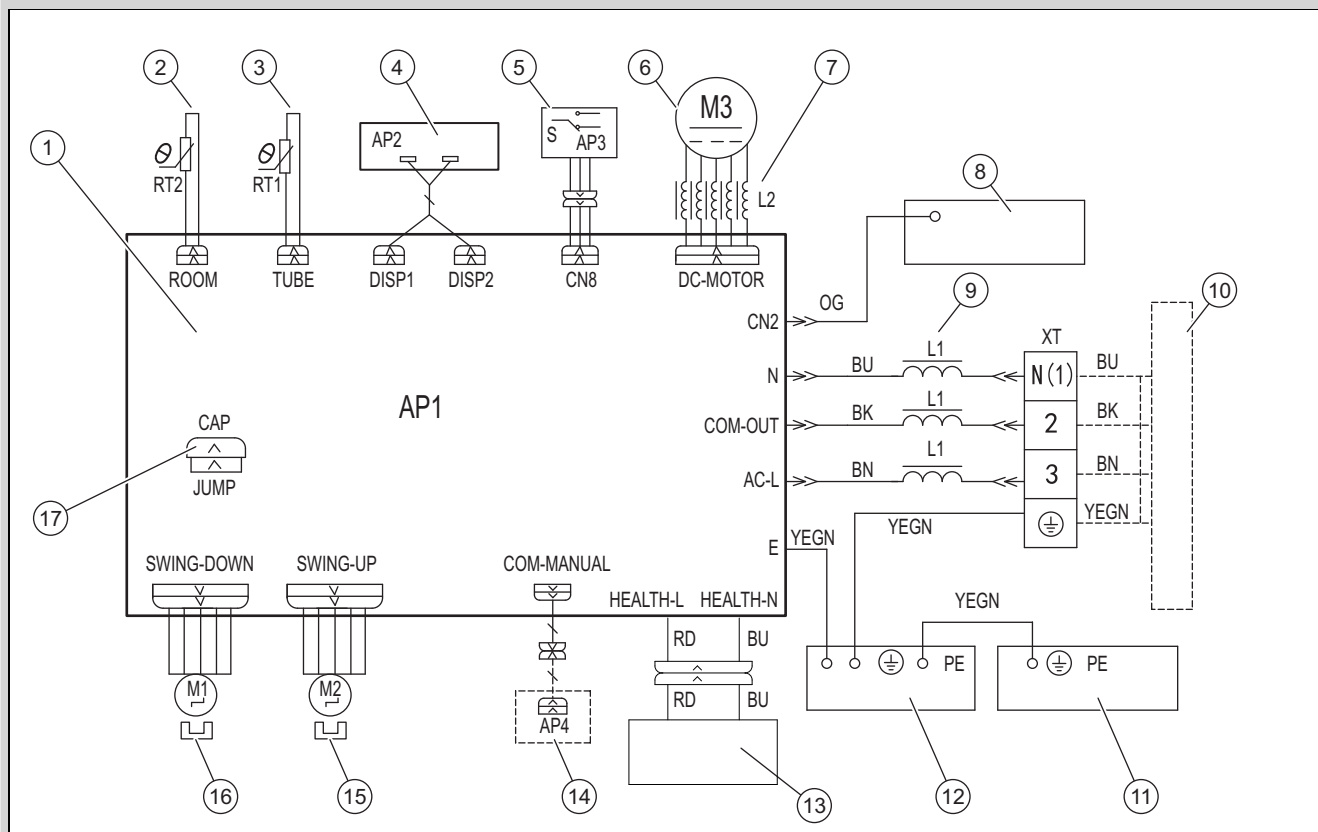 2
3
4
5
6
7
M3
1
AP2
S
AP3
RT2
RT1
L2
8
ROOM
TUBE
DISP1
DISP2
CN8
DC-MOTOR
OG
CN2
9
10
XT
L1
N
BU
N(1)
BU
CAP
AP1
L1
COM-OUT
BK
2
BK
JUMP
L1
AC-L
BN
3
BN
17
YEGN
YEGN
E
YEGN
SWING-DOWN
SWING-UP
COM-MANUAL
HEALTH-L
HEALTH-N
YEGN
RD
BU
PE
PE
M1
M2
RD
BU
AP4
16
15
14
13
12
11